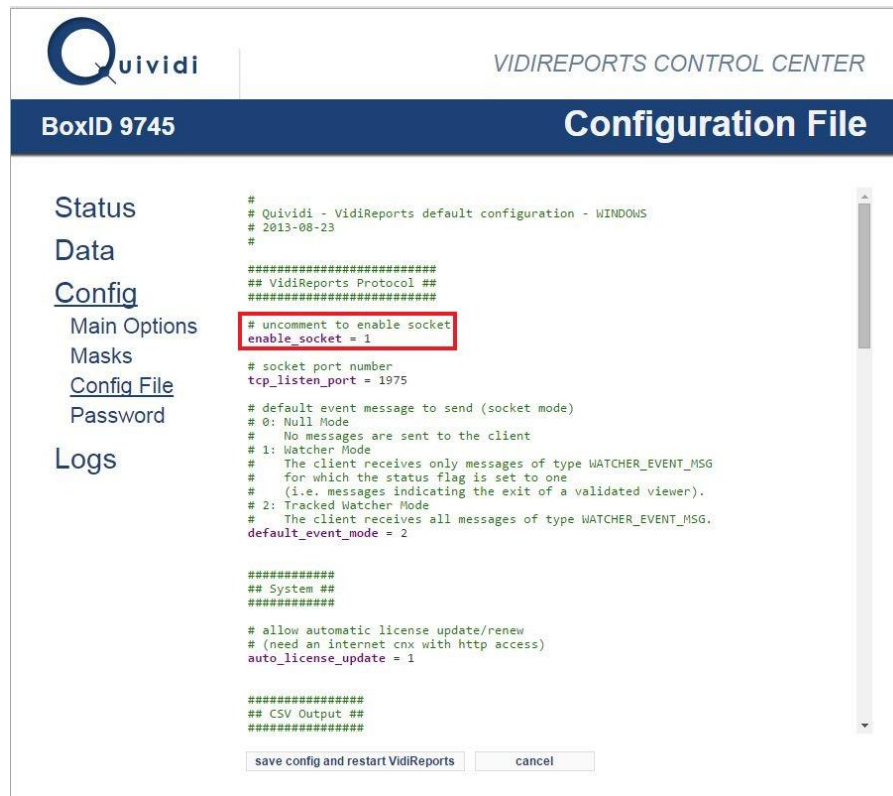 Quividi
VIDIREPORTS CONTROL CENTER
BoxID 9745
Configuration File
Status
Data
Config
Main Options
Masks
Config File
Password
Logs
#
# Quividi - VidiReports default configuration - WINDOWS
# 2013-08-23
#
##########################
## VidiReports Protocol ##
##########################
# uncomment to enable socket
enable_socket = 1
# socket port number
tcp_listen_port = 1975
# default event message to send (socket mode)
# 0: Null Mode
#    No messages are sent to the client
# 1: Watcher Mode
#    The client receives only messages of type WATCHER_EVENT_MSG
#    for which the status flag is set to one
#    (i.e. messages indicating the exit of a validated viewer).
# 2: Tracked Watcher Mode
#    The client receives all messages of type WATCHER_EVENT_MSG.
default_event_mode = 2
############
## System ##
############
# allow automatic license update/renew
# (need an internet cnx with http access)
auto_license_update = 1
################
## CSV Output ##
################
save config and restart VidiReports
cancel